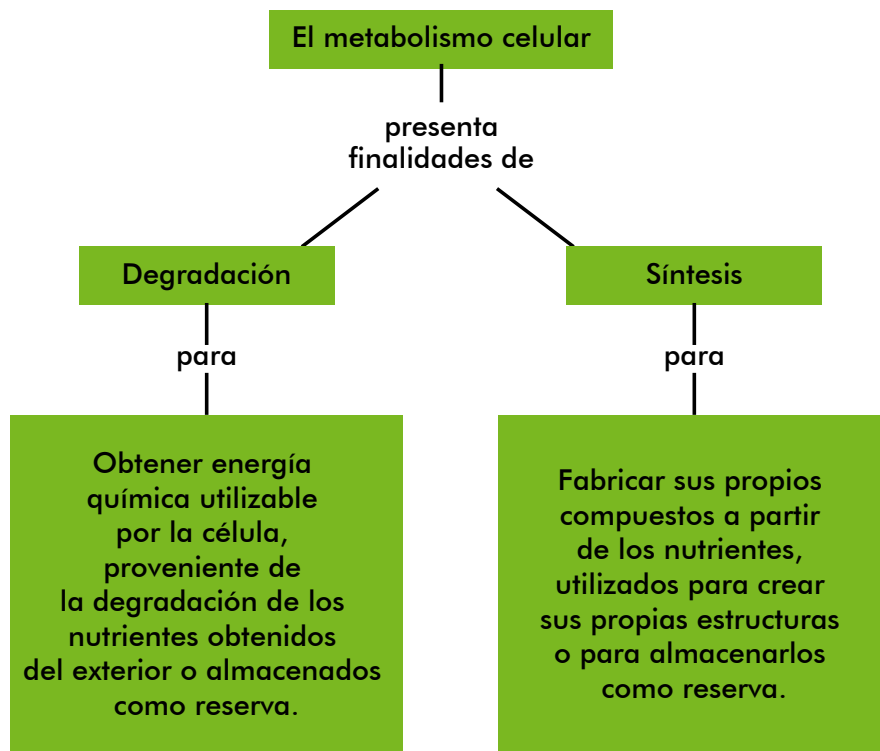 El metabolismo celular
presenta
finalidades de
Degradación
Síntesis
para
para
Obtener energía
química utilizable
por la célula,
proveniente de
la degradación de los
nutrientes obtenidos
del exterior o almacenados
como reserva.
Fabricar sus propios
compuestos a partir
de los nutrientes,
utilizados para crear
sus propias estructuras
o para almacenarlos
como reserva.